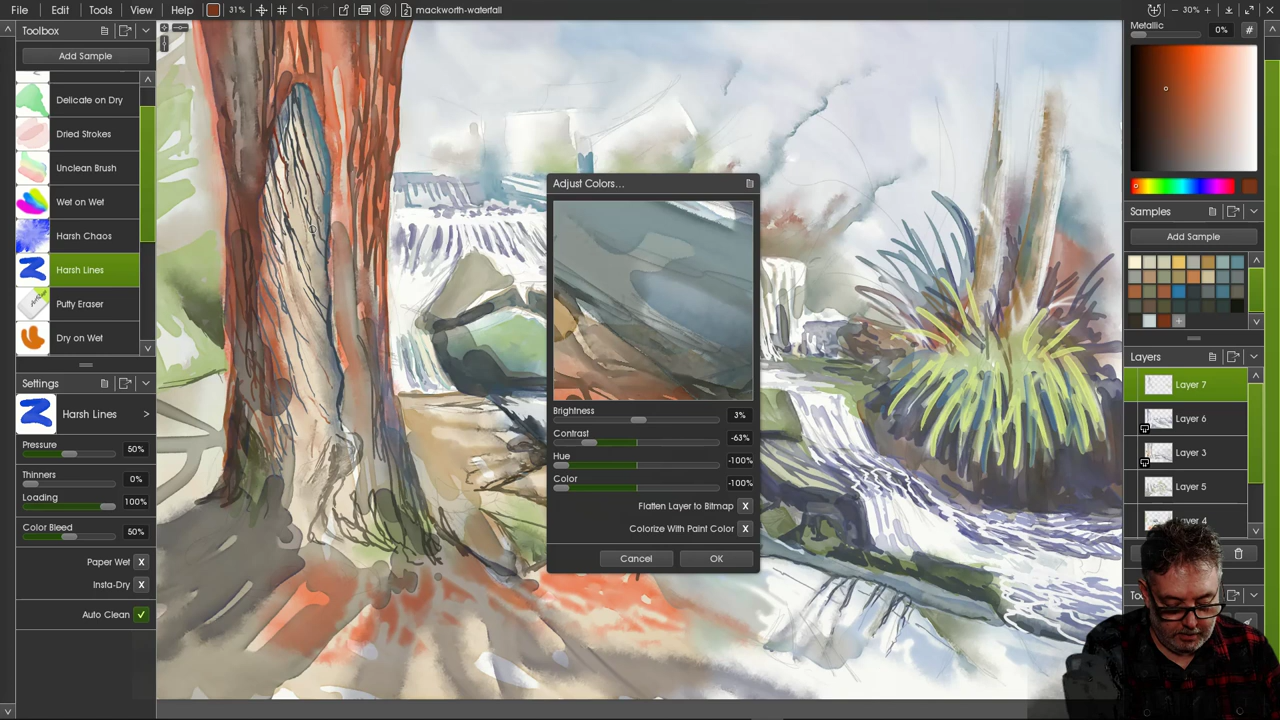 File Edit Tools View Help 31% 2 mackworth-waterfall 30%
Toolbox
Add Sample
Delicate on Dry
Dried Strokes
Unclean Brush
Wet on Wet
Harsh Chaos
Harsh Lines
Putty Eraser
Dry on Wet
Settings
Harsh Lines >
Pressure
50%
Thinners
0%
Loading
100%
Color Bleed
50%
Paper Wet X
Insta-Dry X
Auto Clean
Adjust Colors...
Brightness
3%
Contrast
-63%
Hue
-100%
Color
-100%
Flatten Layer to Bitmap X
Colorize With Paint Color X
Cancel OK
Metallic
0% #
Samples
Add Sample
Layers
Layer 7
Layer 6
Layer 3
Layer 5
Layer 4